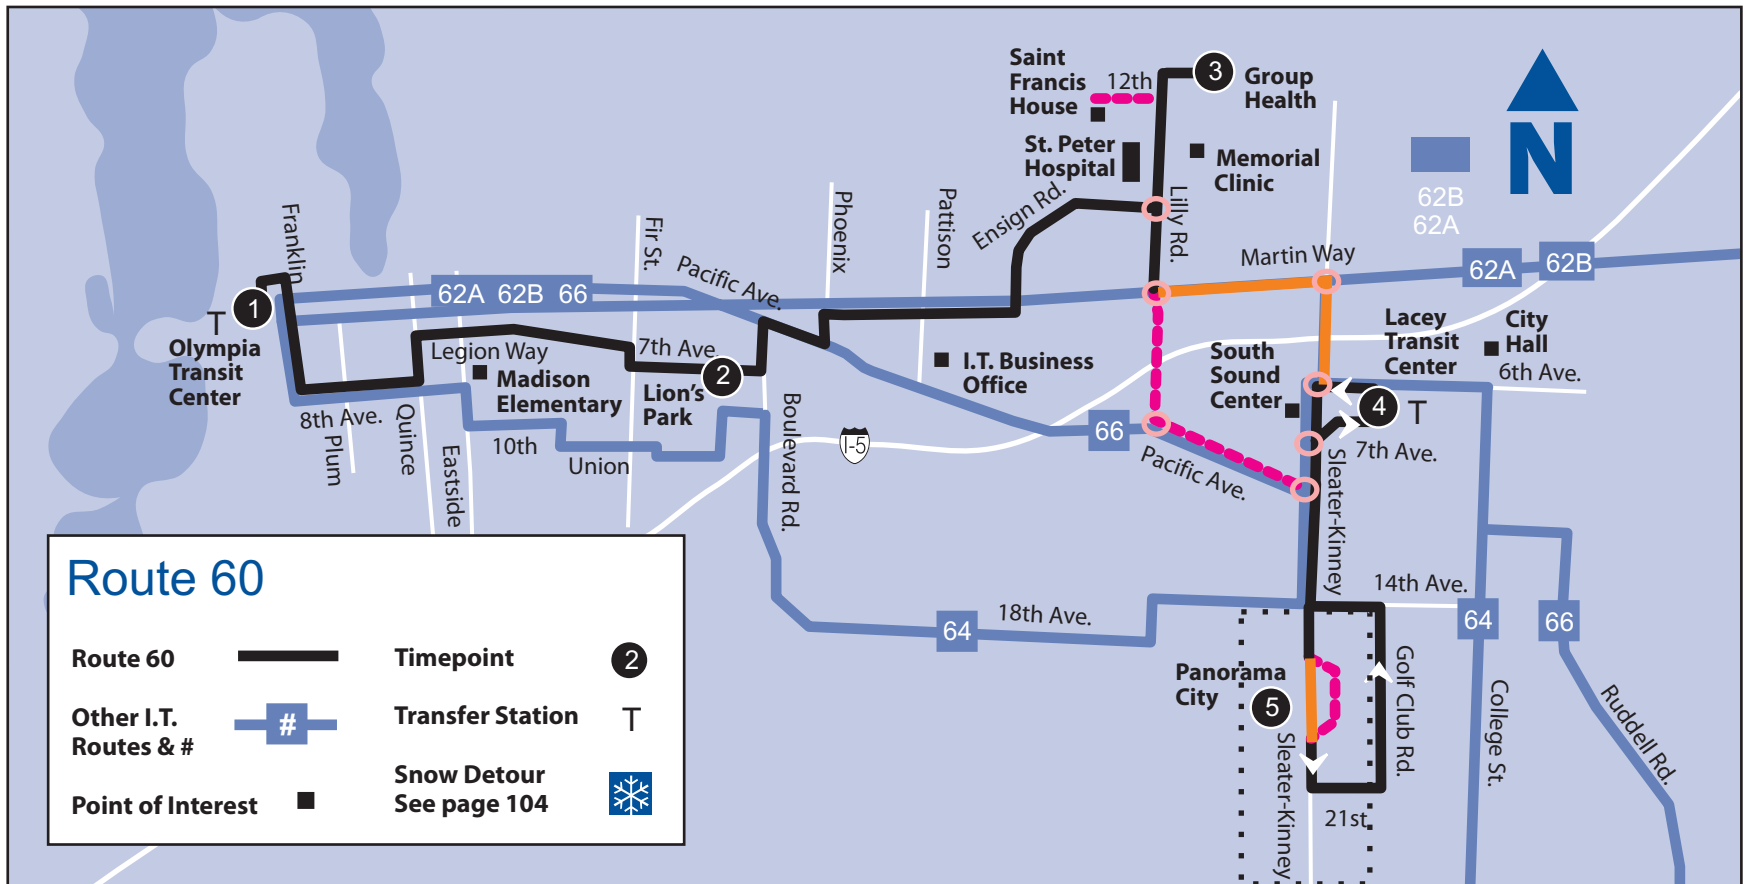 Saint
Francis
House
12th
3
Group
Health
St. Peter
Hospital
Memorial
Clinic
N
62B
62A
Franklin
Fir St.
Phoenix
Pattison
Ensign Rd.
Lilly Rd.
Pacific Ave.
Martin Way
62A
62B
62A 62B 66
1
T
Olympia
Transit
Center
Legion Way
Madison
Elementary
7th Ave.
2
Lion's
Park
I.T. Business
Office
South
Sound
Center
Lacey
Transit
Center
City
Hall
6th Ave.
4
T
7th Ave.
8th Ave.
Plum
Quince
Eastside
10th
Union
Boulevard Rd.
I-5
66
Pacific Ave.
Sleater-Kinney
14th Ave.
18th Ave.
64
64
66
Panorama
City
5
Sleater-Kinney
Golf Club Rd.
21st
College St.
Ruddell Rd.
Route 60
Route 60
Timepoint
2
Other I.T.
Routes & #
#
Transfer Station
T
Point of Interest
Snow Detour
See page 104